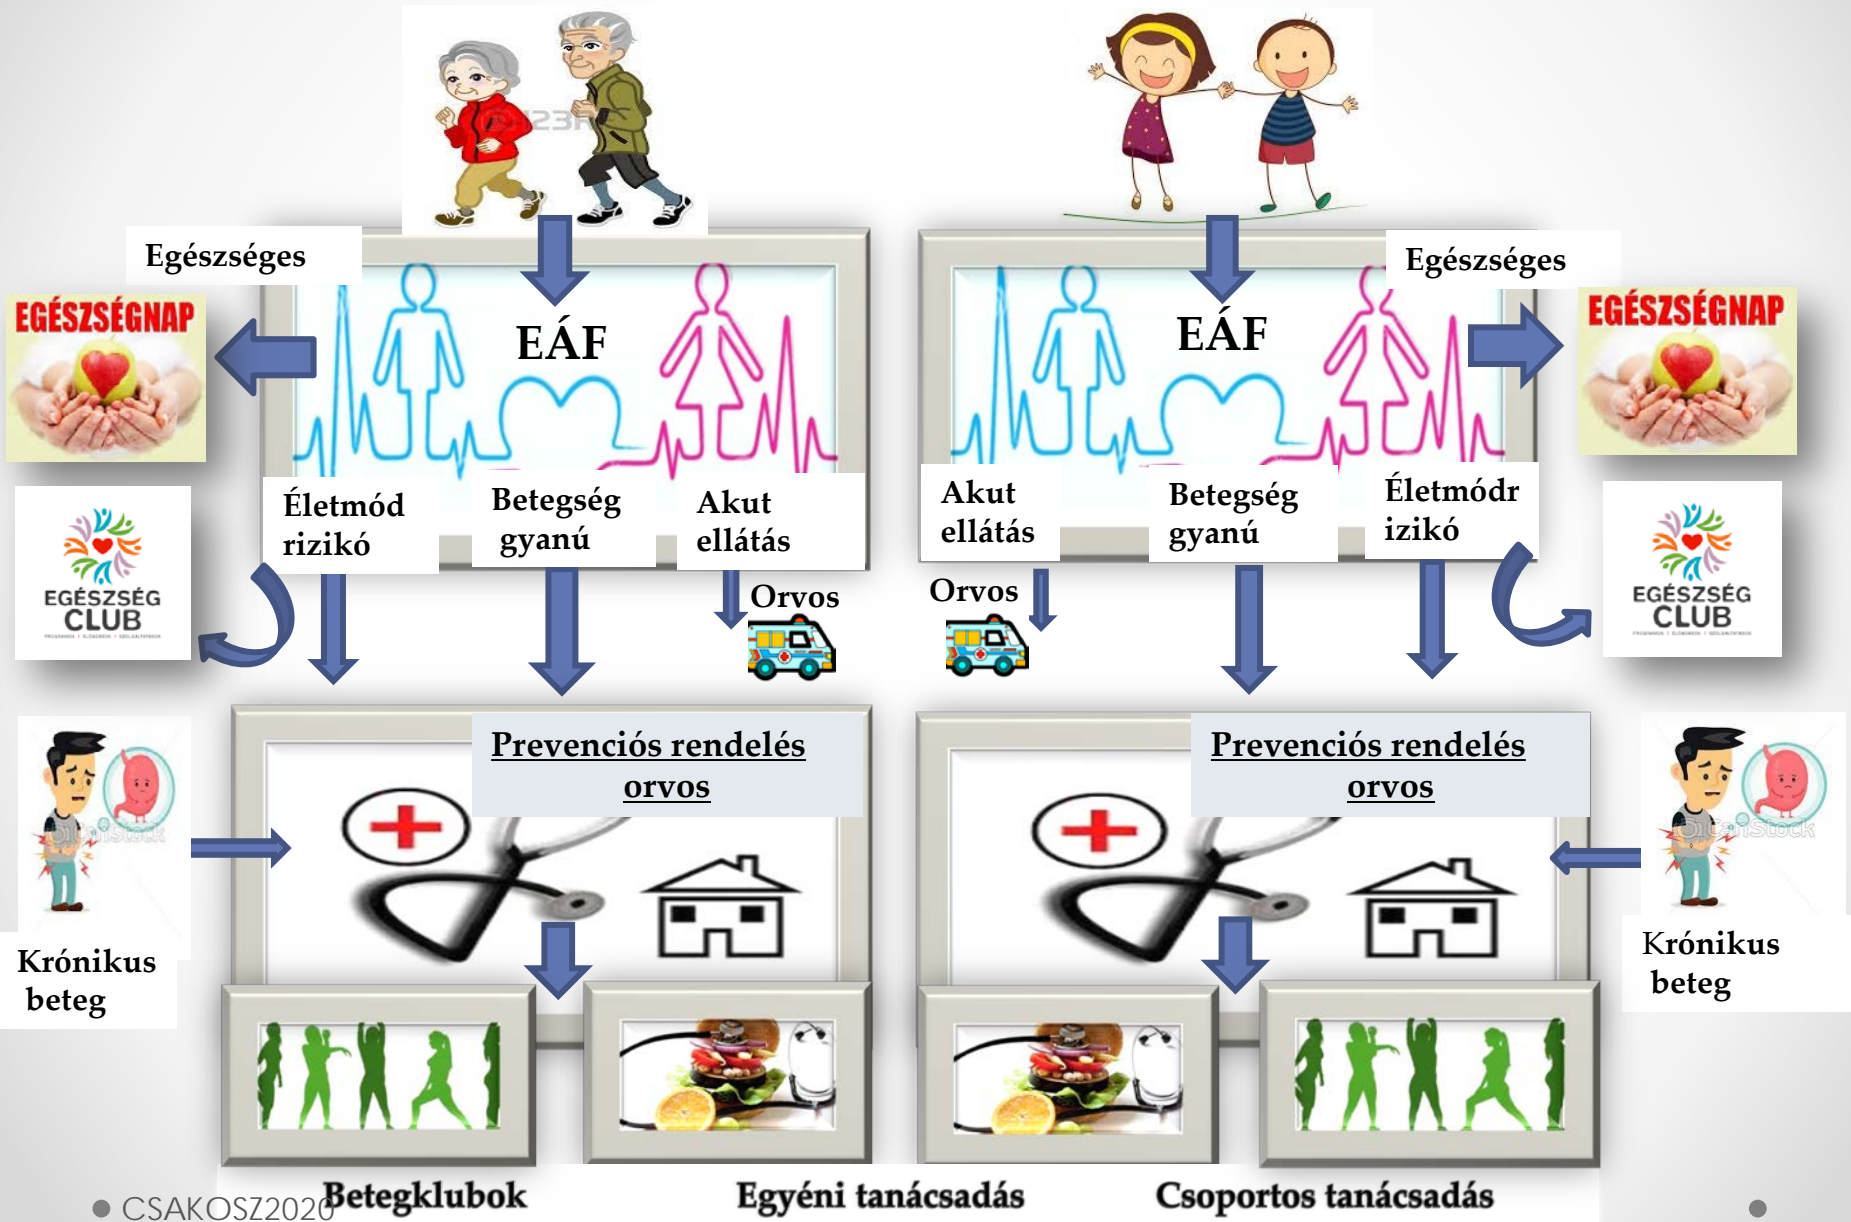 Egészséges
EGÉSZSÉGNAP
EÁF
Életmód
rizikó
Betegség
gyanú
Akut
ellátás
Orvos
EGÉSZSÉG
CLUB
Prevenciós rendelés
orvos
Krónikus
beteg
Egészséges
EGÉSZSÉGNAP
EÁF
Akut
ellátás
Betegség
gyanú
Életmódr
izikó
Orvos
EGÉSZSÉG
CLUB
Prevenciós rendelés
orvos
Krónikus
beteg
Betegklubok
Egyéni tanácsadás
Csoportos tanácsadás
CSAKOSZ2020